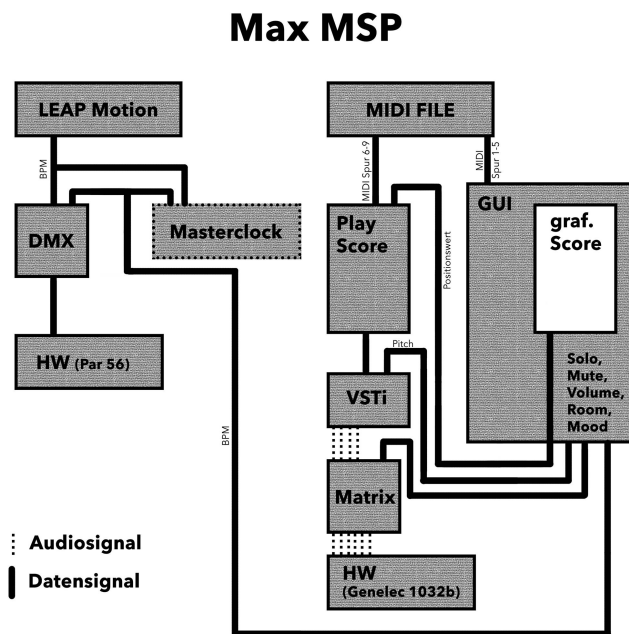 Max MSP
LEAP Motion
MIDI FILE
BPM
MIDI Spur 6-9
MIDI
Spur 1-5
DMX
Masterclock
Play
Score
GUI
graf.
Score
Positionswert
HW (Par 56)
Pitch
VSTi
Solo,
Mute,
Volume,
Room,
Mood
BPM
Matrix
Audiosignal
Datensignal
HW
(Genelec 1032b)